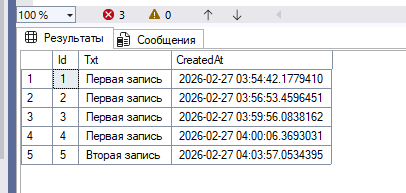 100 % 3 0
Результаты Сообщения
Id Txt CreatedAt
1 1 Первая запись 2026-02-27 03:54:42.1779410
2 2 Первая запись 2026-02-27 03:56:53.4596451
3 3 Первая запись 2026-02-27 03:59:56.0838162
4 4 Первая запись 2026-02-27 04:00:06.3693031
5 5 Вторая запись 2026-02-27 04:03:57.0534395